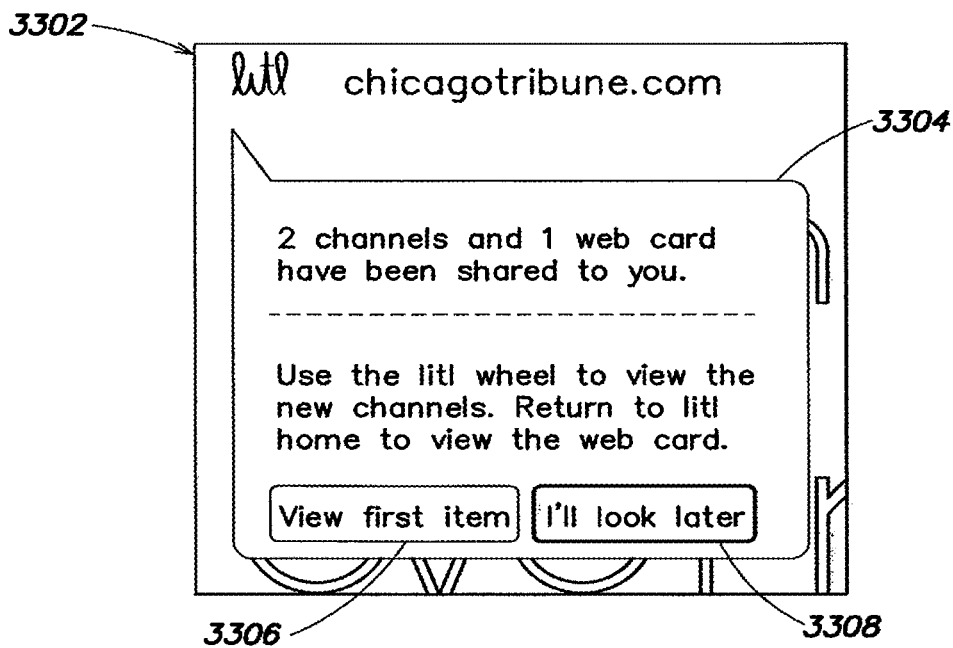 3302
litl chicagotribune.com
3304
2 channels and 1 web card
have been shared to you.
Use the litl wheel to view the
new channels. Return to litl
home to view the web card.
View first item I'll look later
3306 3308